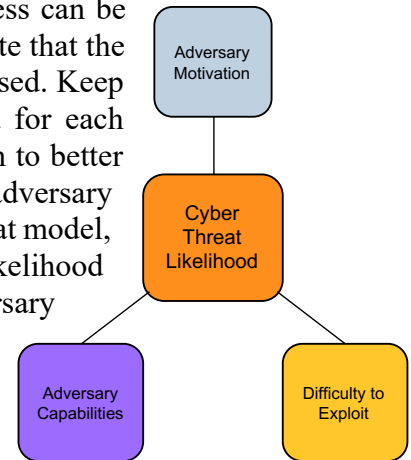 ess can be
te that the
sed. Keep
for each
n to better
adversary
at model,
kelihood
rsary
Adversary
Motivation
Cyber
Threat
Likelihood
Adversary
Capabilities
Difficulty to
Exploit